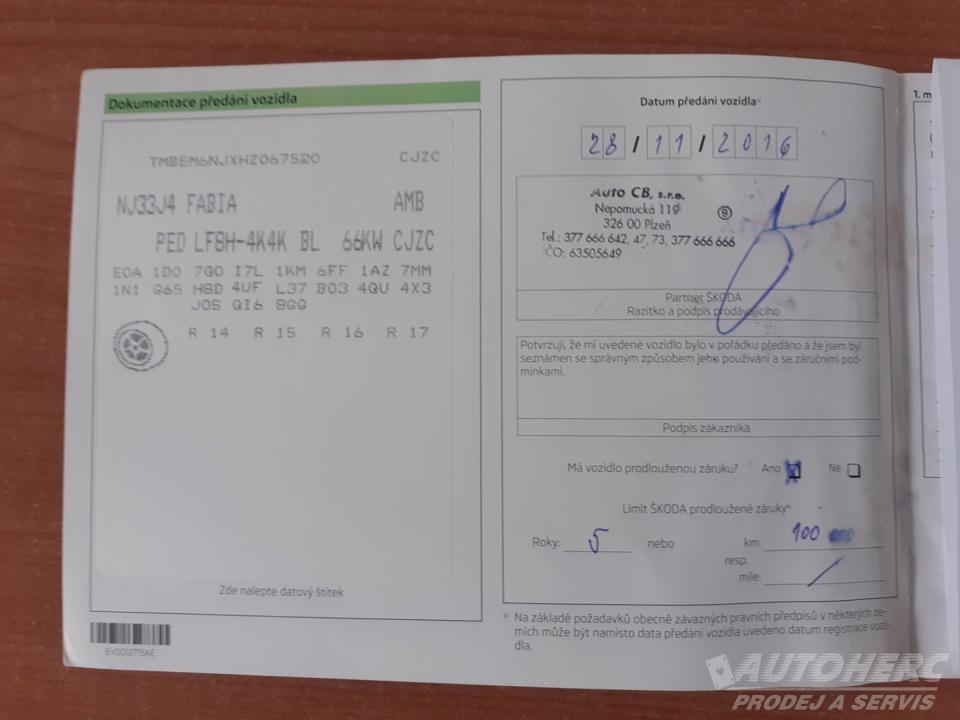 Dokumentace předání vozidla
TMBEM6NJXHZ067520 CJZC
NJ33J4 FABIA AMB
PED LF8H-4K4K BL 66KW CJZC
E0A 1D0 7G0 I7L 1KM 6FF 1AZ 7MM
1N1 G65 H8D 4UF L37 B03 4QU 4X3
J0S QI6 8GG
R 14 R 15 R 16 R 17
Zde nalepte datový štítek
6V0012715AE
Datum předání vozidla*⁾
28 / 11 / 2016
Auto CB, s.r.o.
Nepomucká 119 9
326 00 Plzeň
Tel.: 377 666 642, 47, 73, 377 666 666
IČO: 63505649
Partner ŠKODA
Razítko a podpis prodávajícího
Potvrzuji, že mi uvedené vozidlo bylo v pořádku předáno a že jsem byl
seznámen se správným způsobem jeho používání a se záručními pod-
mínkami.
Podpis zákazníka
Má vozidlo prodlouženou záruku? Ano Ne
Limit ŠKODA prodloužené záruky*⁾
Roky: 5 nebo km: 100 000
resp.
míle: /
*⁾ Na základě požadavků obecně závazných právních předpisů v některých ze-
mích může být namísto data předání vozidla uvedeno datum registrace vozi-
dla.
1. m
AUTOHERC
PRODEJ A SERVIS